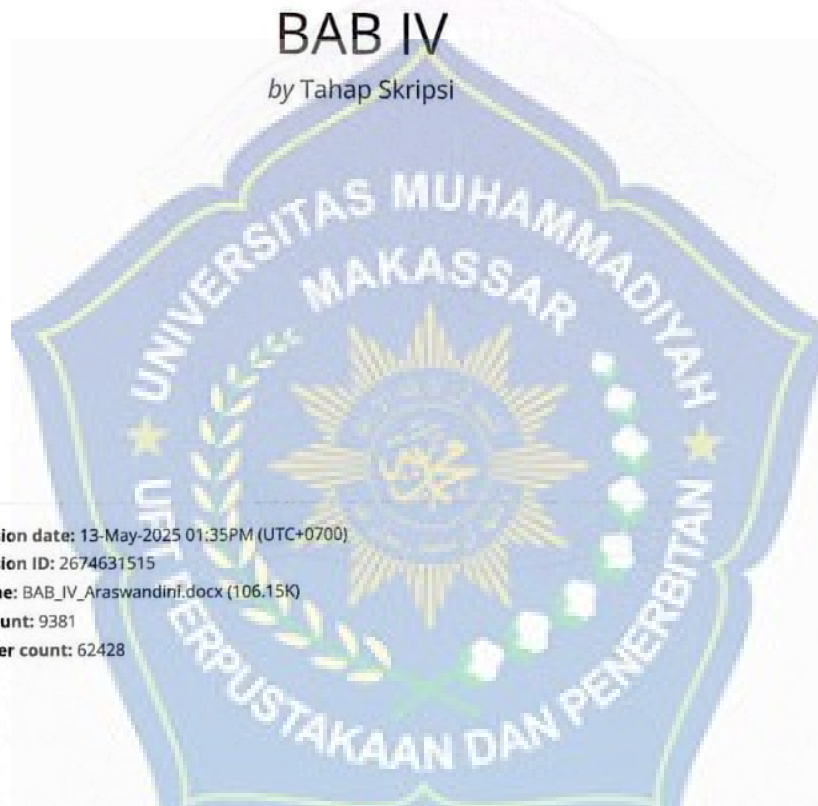 BAB IV
by Tahap Skripsi
UNIVERSITAS MUHAMMADIYAH
MAKASSAR
UPT PERPUSTAKAAN DAN PENERBITAN
ion date: 13-May-2025 01:35PM (UTC+0700)
ion ID: 2674631515
e: BAB_IV_Araswandini.docx (106.15K)
unt: 9381
er count: 62428